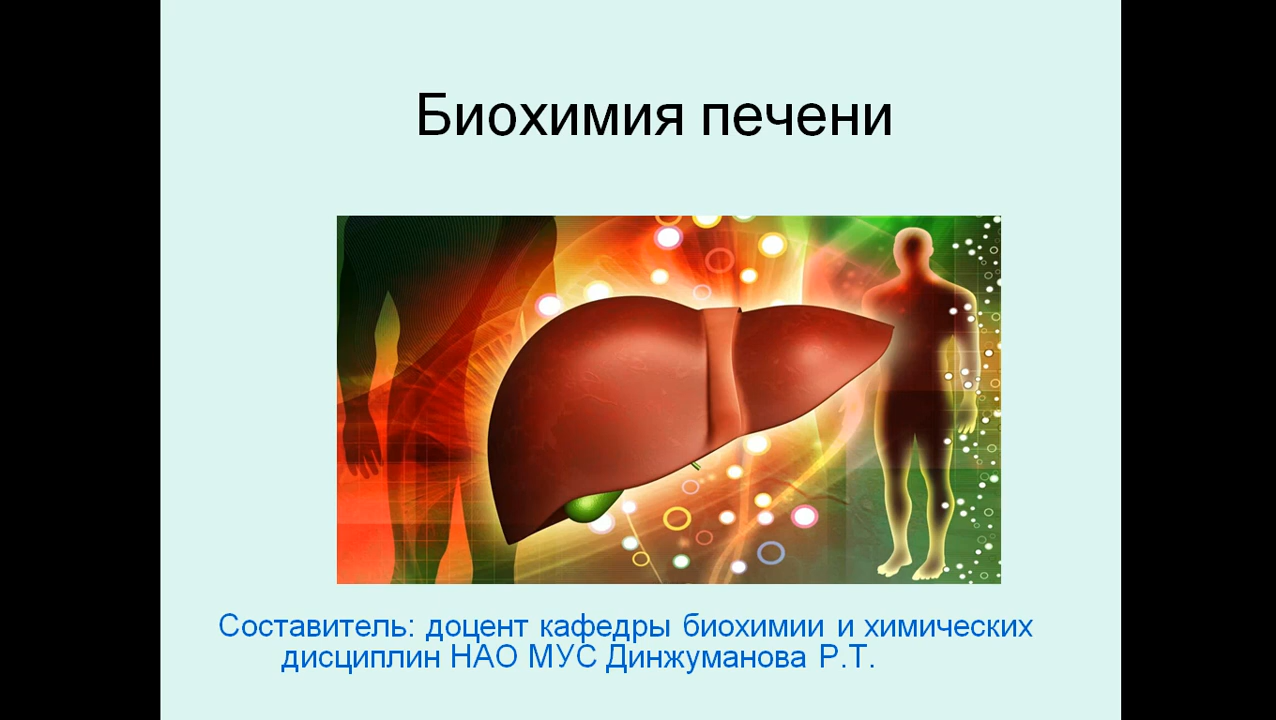 Биохимия печени
Составитель: доцент кафедры биохимии и химических
дисциплин НАО МУС Динжуманова Р.Т.